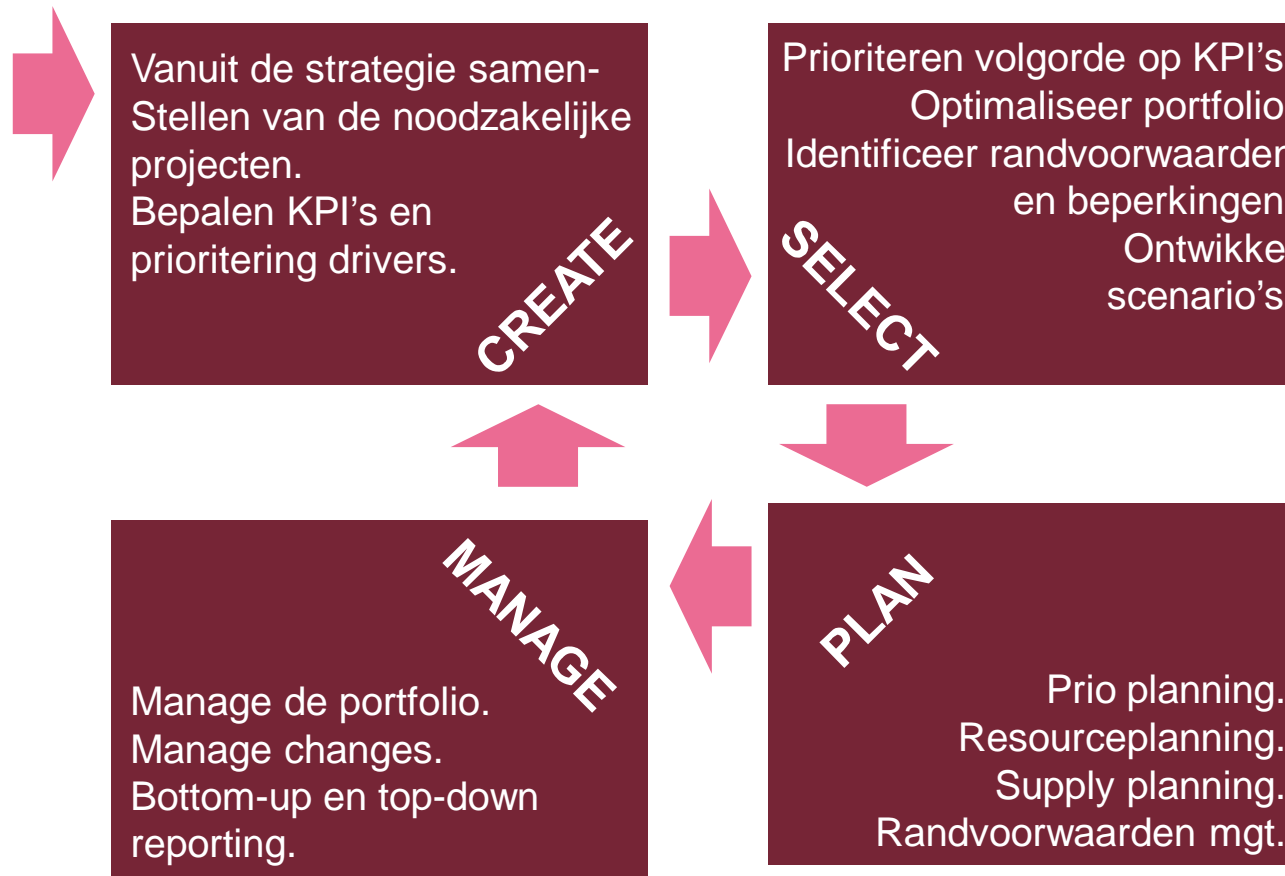 Vanuit de strategie samen-
Stellen van de noodzakelijke
projecten.
Bepalen KPI’s en
prioritering drivers.
CREATE
Prioriteren volgorde op KPI’s
Optimaliseer portfolio
Identificeer randvoorwaarden
en beperkingen
Ontwikke
scenario’s
SELECT
MANAGE
Manage de portfolio.
Manage changes.
Bottom-up en top-down
reporting.
PLAN
Prio planning.
Resourceplanning.
Supply planning.
Randvoorwaarden mgt.